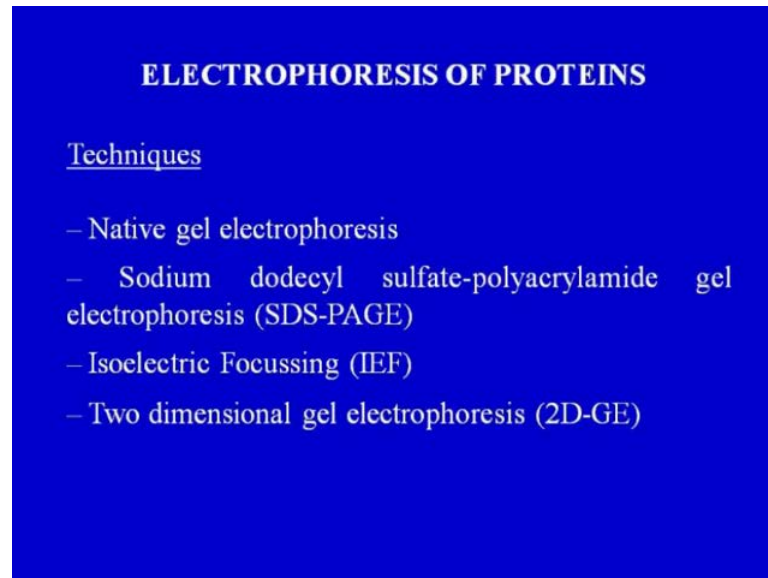 ELECTROPHORESIS OF PROTEINS
Techniques
– Native gel electrophoresis
– Sodium dodecyl sulfate-polyacrylamide gel
electrophoresis (SDS-PAGE)
– Isoelectric Focussing (IEF)
– Two dimensional gel electrophoresis (2D-GE)